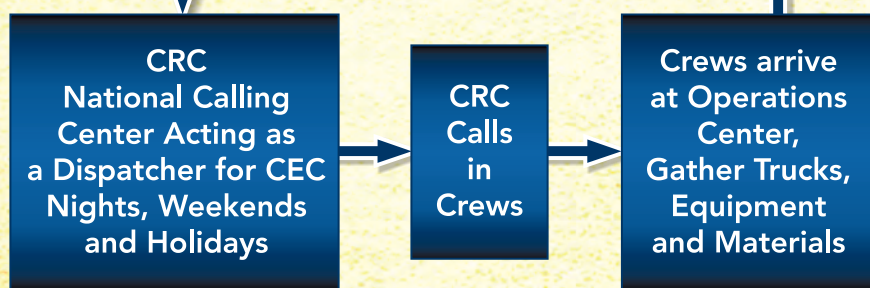 CRC
National Calling
Center Acting as
a Dispatcher for CEC
Nights, Weekends
and Holidays
CRC
Calls
in
Crews
Crews arrive
at Operations
Center,
Gather Trucks,
Equipment
and Materials